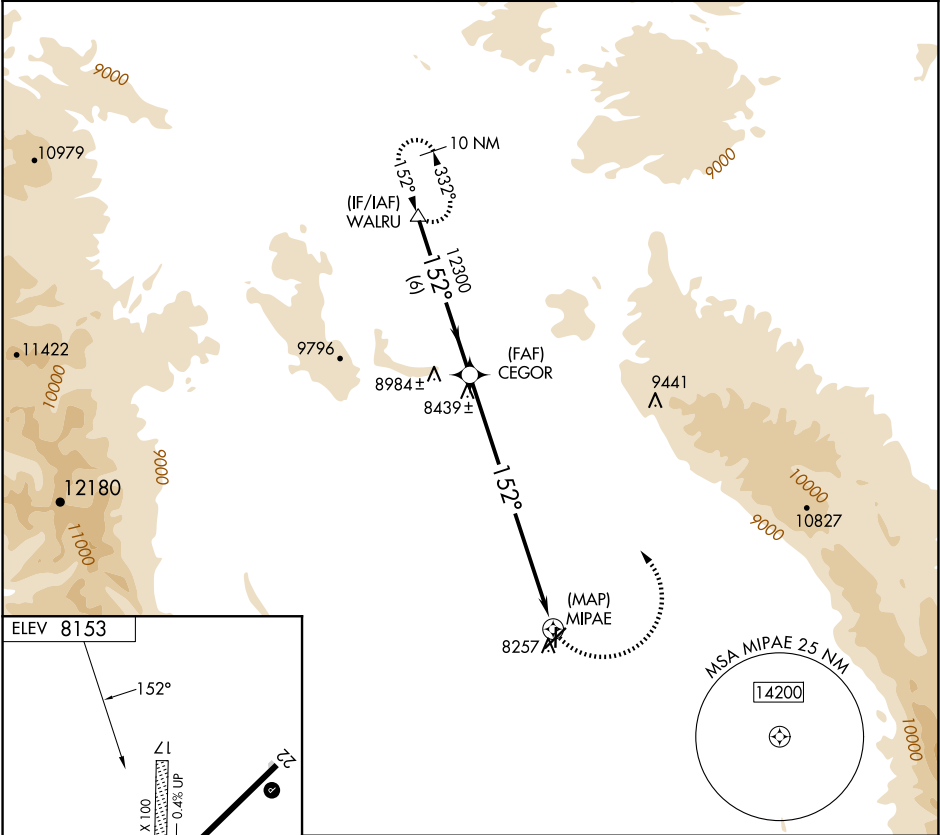 9000
10979
10 NM
152°
332°
(IF/IAF)
WALRU
9000
12300
152°
(6)
9796
11422
10000
(FAF)
CEGOR
8984±
8439±
9441
9000
12180
152°
10000
10827
9000
11000
(MAP)
MIPAE
8257
ELEV 8153
152°
MSA MIPAE 25 NM
14200
10000
17
22
P
X 100
0.4% UP